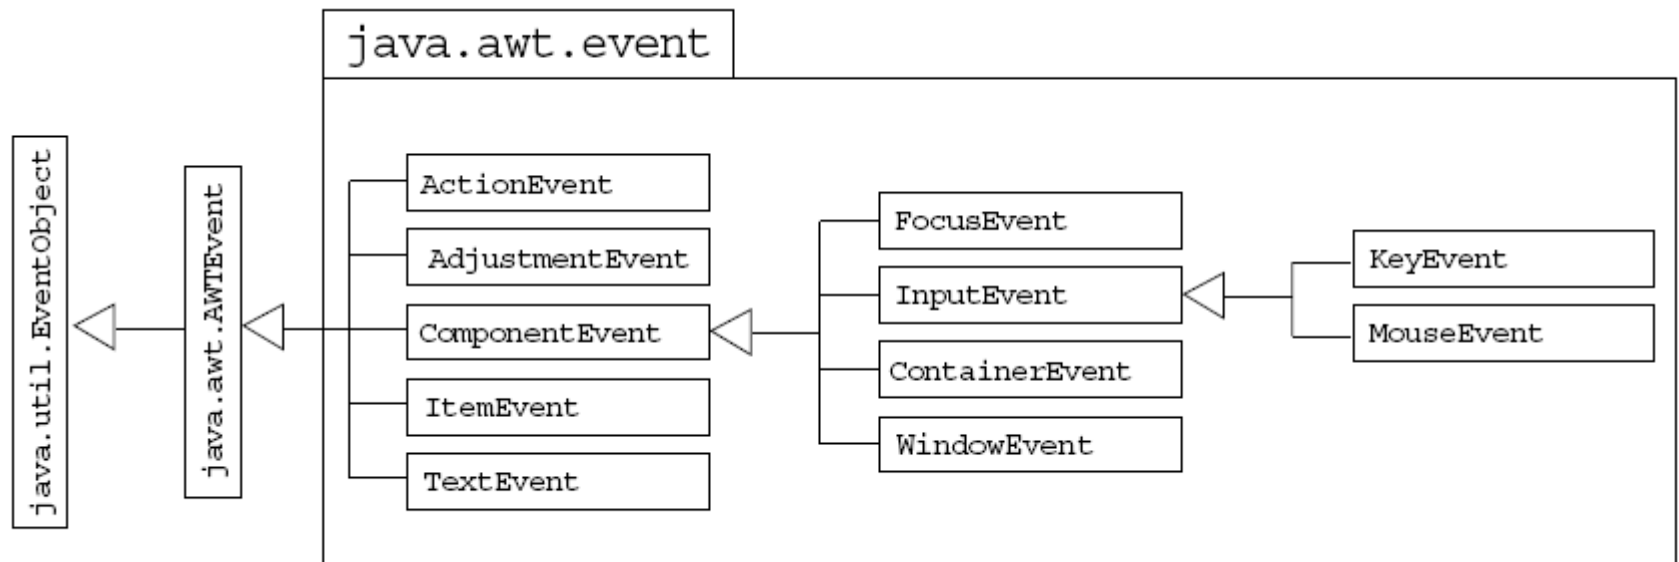 java.awt.event
java.util.EventObject
java.awt.AWTEvent
ActionEvent
AdjustmentEvent
ComponentEvent
ItemEvent
TextEvent
FocusEvent
InputEvent
ContainerEvent
WindowEvent
KeyEvent
MouseEvent